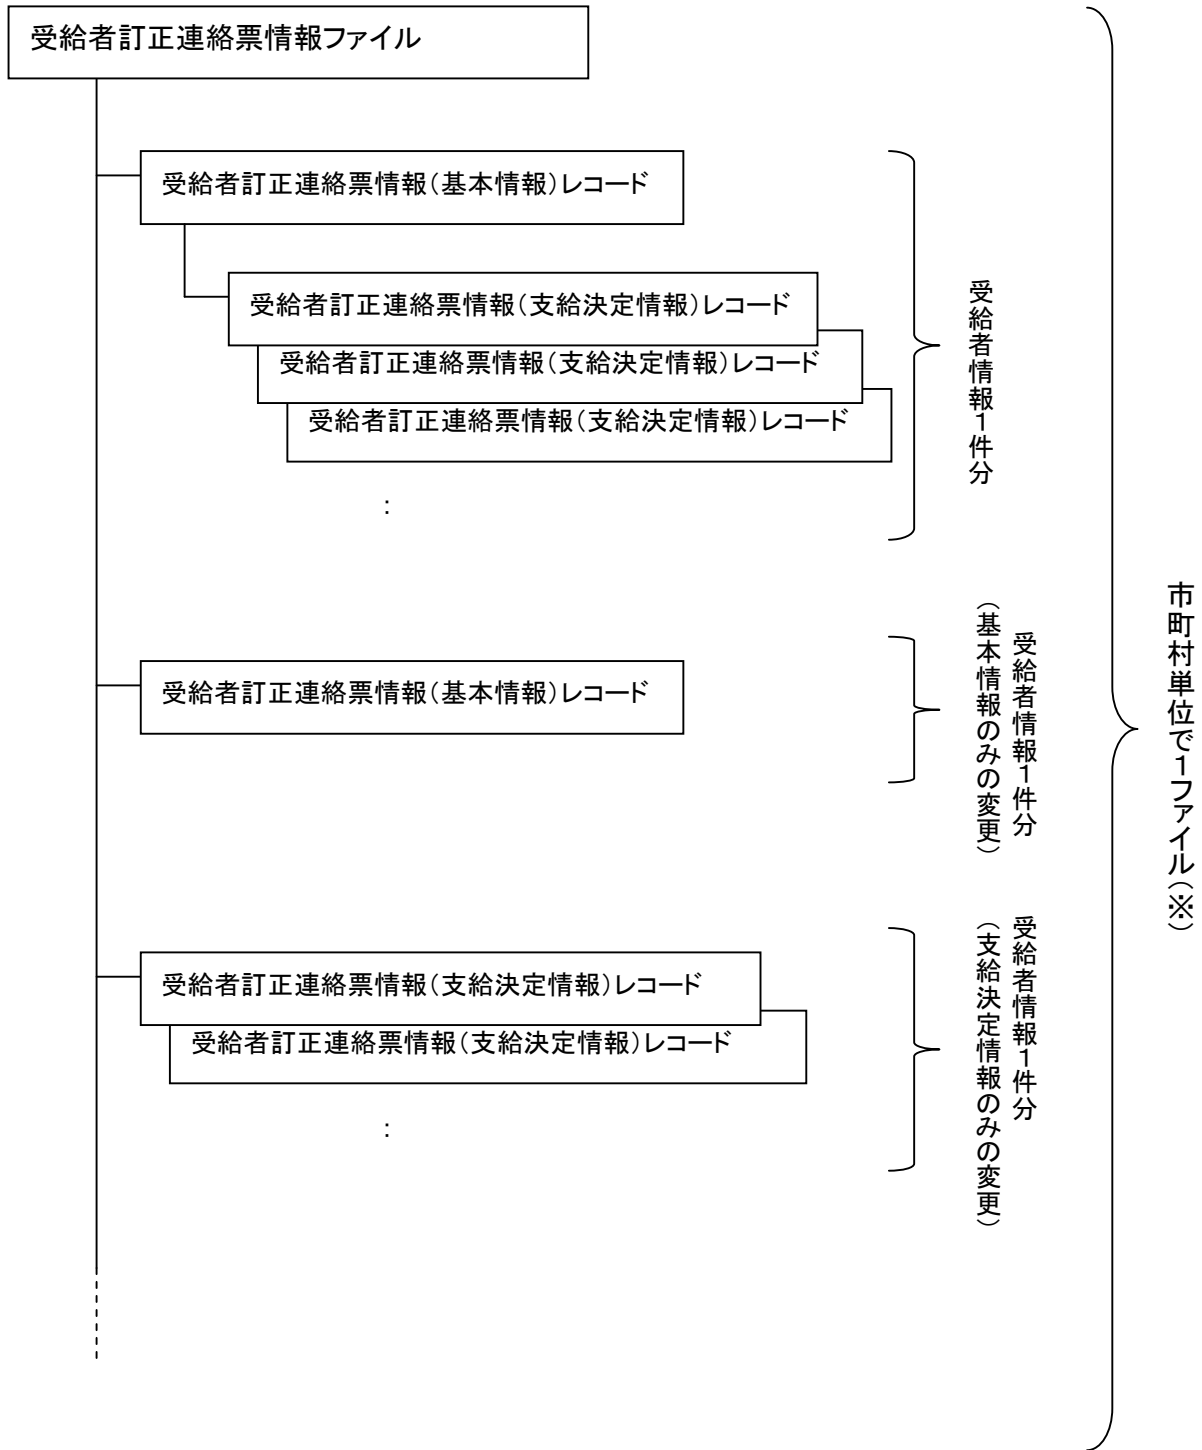 受給者訂正連絡票情報ファイル
受給者訂正連絡票情報（基本情報）レコード
受給者訂正連絡票情報（支給決定情報）レコード
受給者訂正連絡票情報（支給決定情報）レコード
受給者訂正連絡票情報（支給決定情報）レコード
：
受給者情報１件分
受給者訂正連絡票情報（基本情報）レコード
受給者情報１件分
（基本情報のみの変更）
受給者訂正連絡票情報（支給決定情報）レコード
受給者訂正連絡票情報（支給決定情報）レコード
：
受給者情報１件分
（支給決定情報のみの変更）
市町村単位で１ファイル（※）